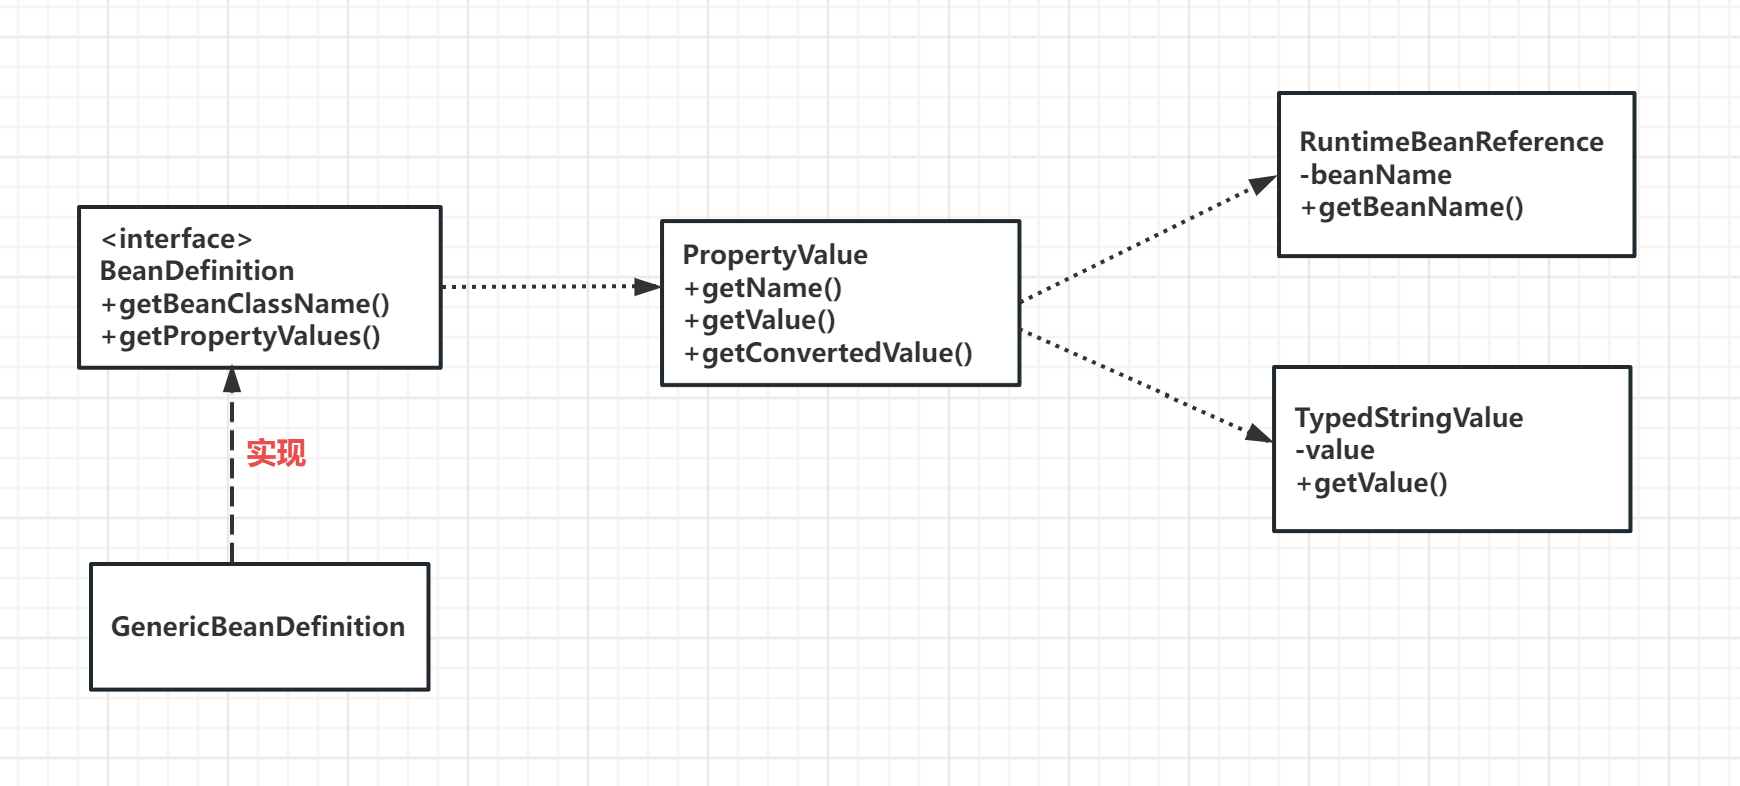 <interface>
BeanDefinition
+getBeanClassName()
+getPropertyValues()
实现
GenericBeanDefinition
PropertyValue
+getName()
+getValue()
+getConvertedValue()
RuntimeBeanReference
-beanName
+getBeanName()
TypedStringValue
-value
+getValue()